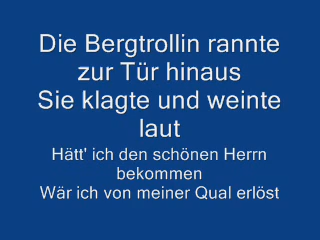 Die Bergtrollin rannte
zur Tür hinaus
Sie klagte und weinte
laut
Hätt' ich den schönen Herrn
bekommen
Wär ich von meiner Qual erlöst